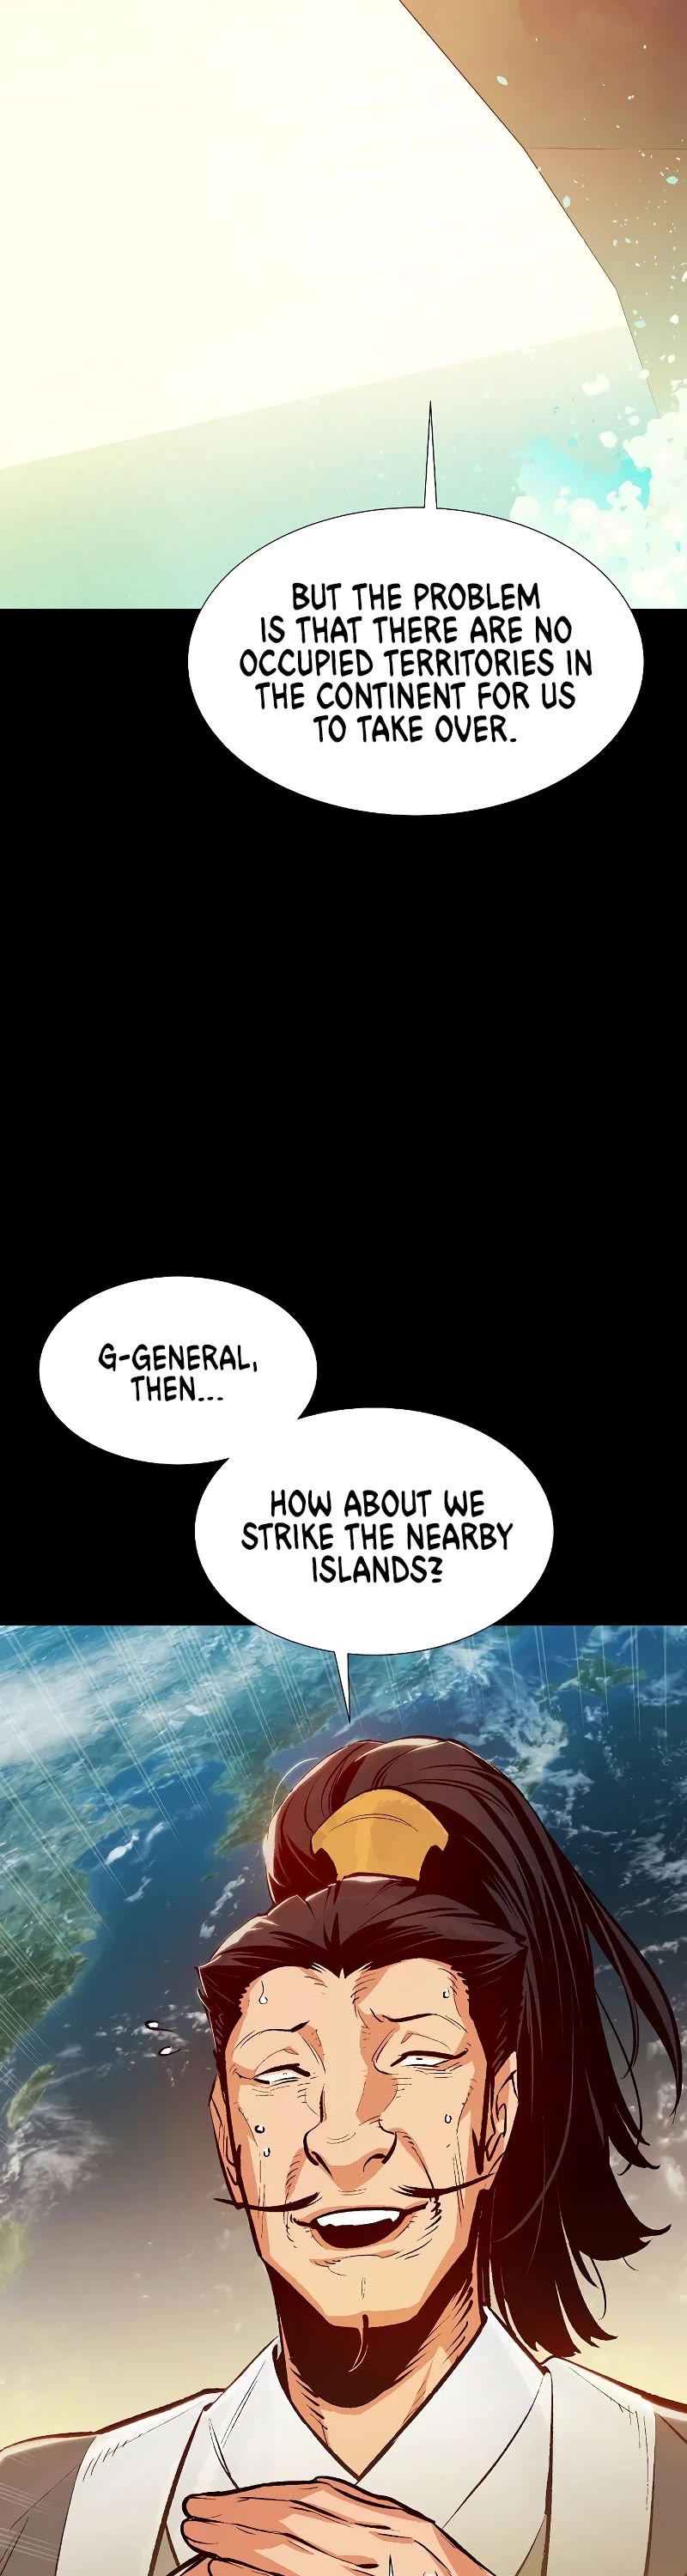 BUT THE PROBLEM
IS THAT THERE ARE NO
OCCUPIED TERRITORIES IN
THE CONTINENT FOR US
TO TAKE OVER.
G-GENERAL,
THEN...
HOW ABOUT WE
STRIKE THE NEARBY
ISLANDS?